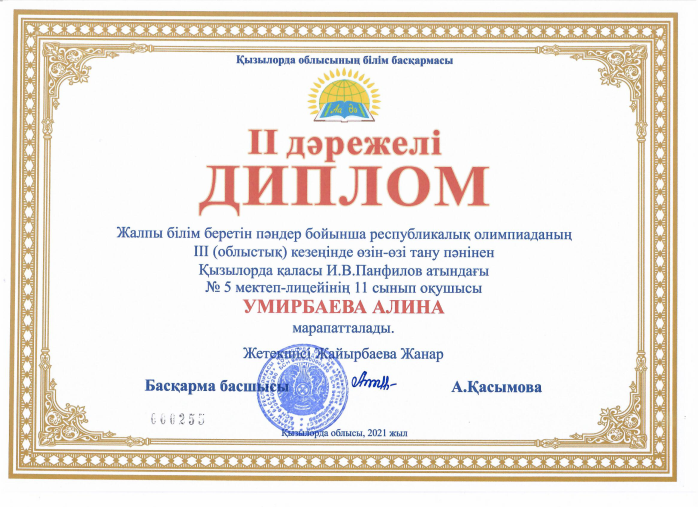 Қызылорда облысының білім басқармасы
II дәрежелі
ДИПЛОМ
Жалпы білім беретін пәндер бойынша республикалық олимпиаданың
III (облыстық) кезеңінде өзін-өзі тану пәнінен
Қызылорда қаласы И.В.Панфилов атындағы
№ 5 мектеп-лицейінің 11 сынып оқушысы
УМИРБАЕВА АЛИНА
марапатталады.
Жетекшісі Жайырбаева Жанар
Басқарма басшысы А.Қасымова
000255
Қызылорда облысы, 2021 жыл